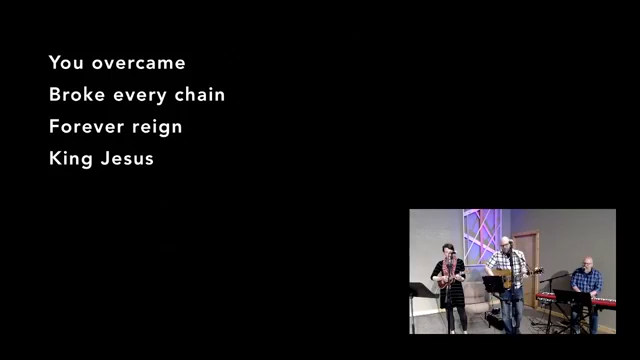 You overcame
Broke every chain
Forever reign
King Jesus